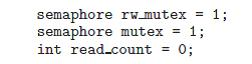 semaphore rw_mutex = 1;
semaphore mutex = 1;
int read_count = 0;